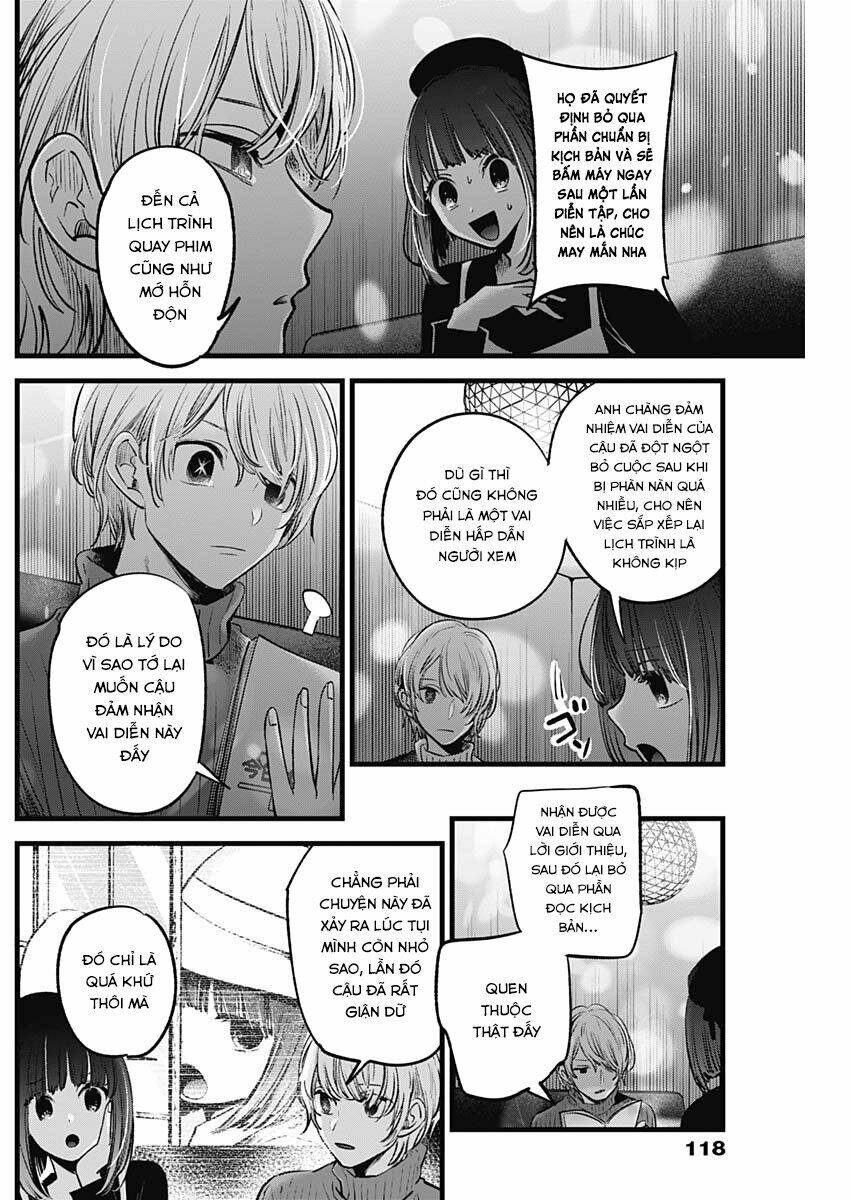 HỌ ĐÃ QUYẾT
ĐỊNH BỎ QUA
PHẦN CHUẨN BỊ
KỊCH BẢN VÀ SẼ
BẤM MÁY NGAY
SAU MỘT LẦN
DIỄN TẬP, CHO
NÊN LÀ CHÚC
MAY MẮN NHA
ĐẾN CẢ
LỊCH TRÌNH
QUAY PHIM
CŨNG NHƯ
MỚ HỖN
ĐỘN
ANH CHÀNG ĐẢM
NHIỆM VAI DIỄN CỦA
CẬU ĐÃ ĐỘT NGỘT
BỎ CUỘC SAU KHI
BỊ PHÀN NÀN QUÁ
NHIỀU, CHO NÊN
VIỆC SẮP XẾP LẠI
LỊCH TRÌNH LÀ
KHÔNG KỊP
DÙ GÌ THÌ
ĐÓ CŨNG KHÔNG
PHẢI LÀ MỘT VAI
DIỄN HẤP DẪN
NGƯỜI XEM
ゴン
ĐÓ LÀ LÝ DO
VÌ SAO TỚ LẠI
MUỐN CẬU
ĐẢM NHẬN
VAI DIỄN NÀY
ĐẤY
今日
NHẬN ĐƯỢC
VAI DIỄN QUA
LỜI GIỚI THIỆU,
SAU ĐÓ LẠI BỎ
QUA PHẦN
ĐỌC KỊCH
BẢN...
QUEN
THUỘC
THẬT ĐẤY
CHẲNG PHẢI
CHUYỆN NÀY ĐÃ
XẢY RA LÚC TỤI
MÌNH CÒN NHỎ
SAO, LẦN ĐÓ
CẬU ĐÃ RẤT
GIẬN DỮ
ĐÓ CHỈ LÀ
QUÁ KHỨ
THÔI MÀ
118